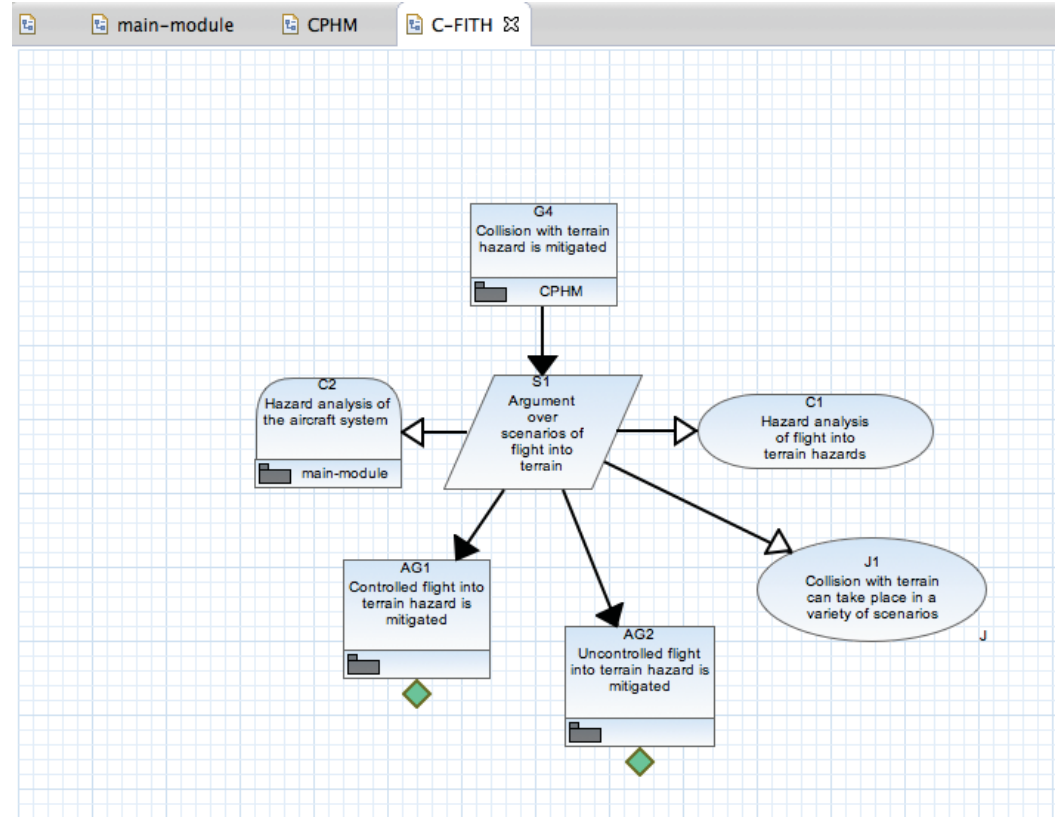 main-module
CPHM
C-FITH
G4
Collision with terrain
hazard is mitigated
CPHM
C2
Hazard analysis of
the aircraft system
main-module
S1
Argument
over
scenarios of
flight into
terrain
C1
Hazard analysis
of flight into
terrain hazards
AG1
Controlled flight into
terrain hazard is
mitigated
AG2
Uncontrolled flight
into terrain hazard is
mitigated
J1
Collision with terrain
can take place in a
variety of scenarios
J